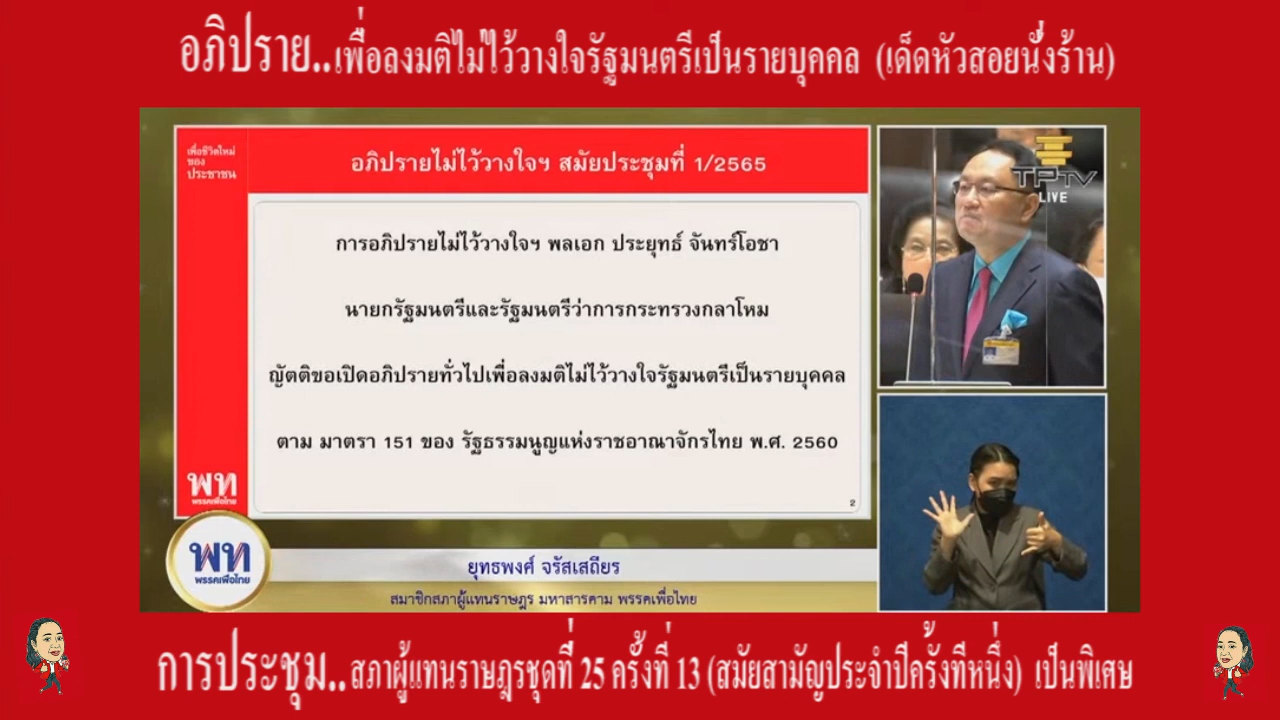 อภิปราย..เพื่อลงมติไม่ไว้วางใจรัฐมนตรีเป็นรายบุคคล (เด็ดหัวสอยนั่งร้าน)
เพื่อชีวิตใหม่
ของ
ประชาชน
อภิปรายไม่ไว้วางใจฯ สมัยประชุมที่ 1/2565
การอภิปรายไม่ไว้วางใจฯ พลเอก ประยุทธ์ จันทร์โอชา
นายกรัฐมนตรีและรัฐมนตรีว่าการกระทรวงกลาโหม
ญัตติขอเปิดอภิปรายทั่วไปเพื่อลงมติไม่ไว้วางใจรัฐมนตรีเป็นรายบุคคล
ตาม มาตรา 151 ของ รัฐธรรมนูญแห่งราชอาณาจักรไทย พ.ศ. 2560
2
พท
พรรคเพื่อไทย
TPTV
LIVE
พท
พรรคเพื่อไทย
ยุทธพงศ์ จรัสเสถียร
สมาชิกสภาผู้แทนราษฎร มหาสารคาม พรรคเพื่อไทย
การประชุม..สภาผู้แทนราษฎรชุดที่ 25 ครั้งที่ 13 (สมัยสามัญประจำปีครั้งที่หนึ่ง) เป็นพิเศษ